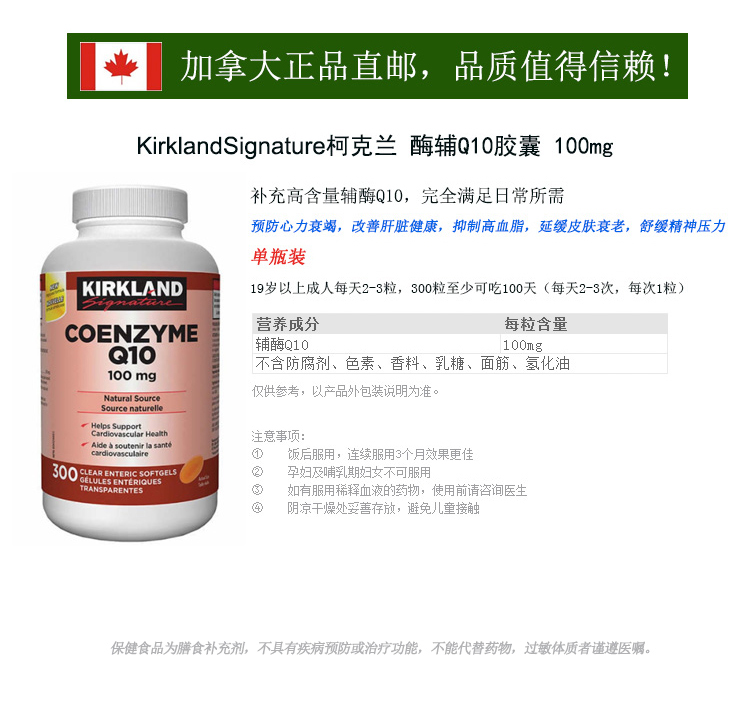 加拿大正品直邮，品质值得信赖！
KirklandSignature柯克兰 酶辅Q10胶囊 100mg
补充高含量辅酶Q10，完全满足日常所需
预防心力衰竭，改善肝脏健康，抑制高血脂，延缓皮肤衰老，舒缓精神压力
单瓶装
19岁以上成人每天2-3粒，300粒至少可吃100天（每天2-3次，每次1粒）
营养成分 每粒含量
辅酶Q10 100mg
不含防腐剂、色素、香料、乳糖、面筋、氢化油
仅供参考，以产品外包装说明为准。
注意事项：
① 饭后服用，连续服用3个月效果更佳
② 孕妇及哺乳期妇女不可服用
③ 如有服用稀释血液的药物，使用前请咨询医生
④ 阴凉干燥处妥善存放，避免儿童接触
KIRKLAND
Signature
COENZYME
Q10
100 mg
Natural Source
Source naturelle
Helps Support
Cardiovascular Health
Aide à soutenir la santé
cardiovasculaire
300 CLEAR ENTERIC SOFTGELS
GÉLULES ENTÉRIQUES
TRANSPARENTES
保健食品为膳食补充剂，不具有疾病预防或治疗功能，不能代替药物，过敏体质者谨遵医嘱。